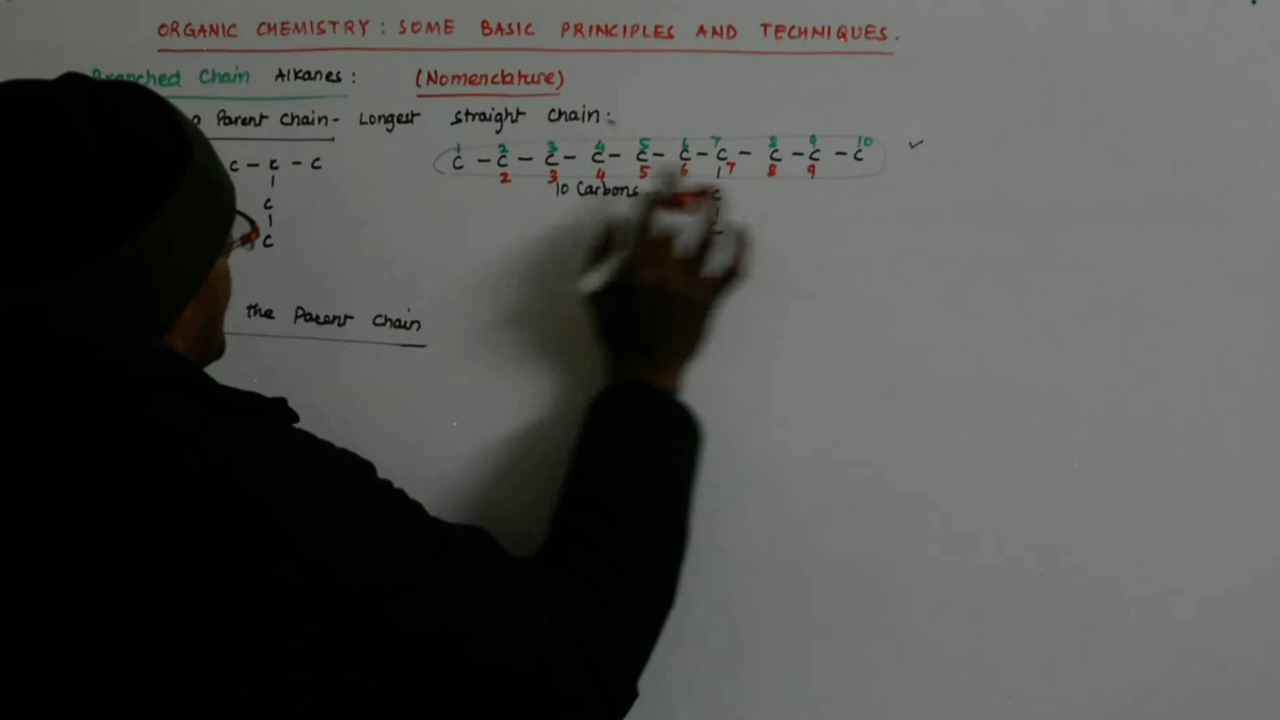 ORGANIC CHEMISTRY : SOME BASIC PRINCIPLES AND TECHNIQUES.
Branched Chain Alkanes : (Nomenclature)
Parent Chain- Longest straight Chain:
1 2 3 4 5 6 7 8 9 10
C - C - C - C - C - C - C - C - C - C ✓
2 3 4 5 6 7 8 9
C - C - C
10 Carbons
C
C
C
C
the Parent Chain